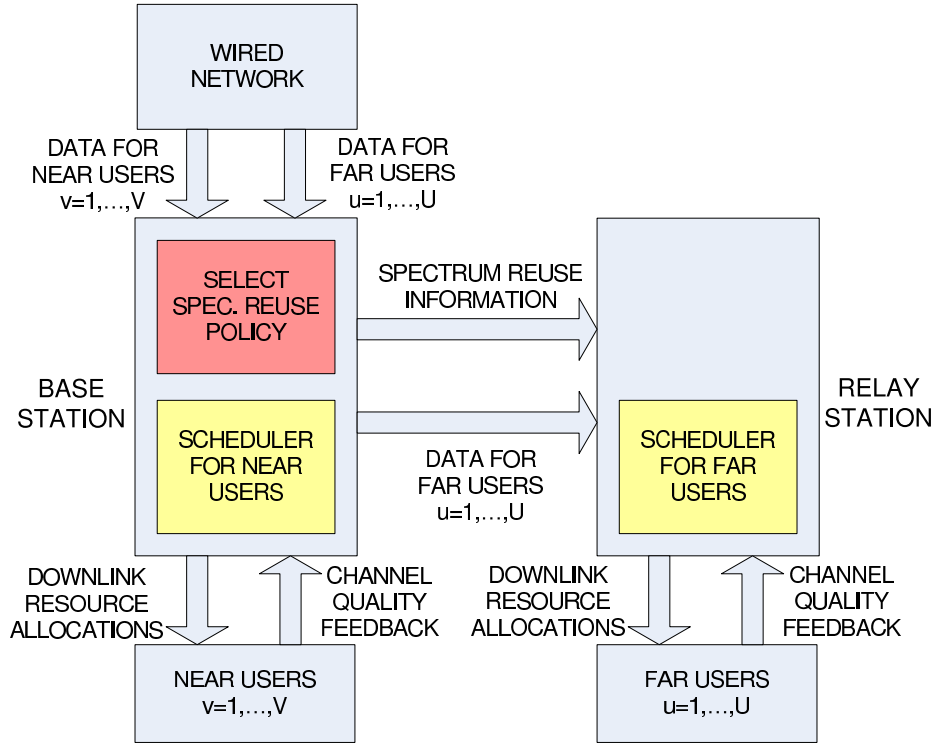 WIRED
NETWORK
DATA FOR
NEAR USERS
v=1,...,V
DATA FOR
FAR USERS
u=1,...,U
SELECT
SPEC. REUSE
POLICY
SPECTRUM REUSE
INFORMATION
BASE
STATION
RELAY
STATION
SCHEDULER
FOR NEAR
USERS
DATA FOR
FAR USERS
u=1,...,U
SCHEDULER
FOR FAR
USERS
DOWNLINK
RESOURCE
ALLOCATIONS
CHANNEL
QUALITY
FEEDBACK
DOWNLINK
RESOURCE
ALLOCATIONS
CHANNEL
QUALITY
FEEDBACK
NEAR USERS
v=1,...,V
FAR USERS
u=1,...,U